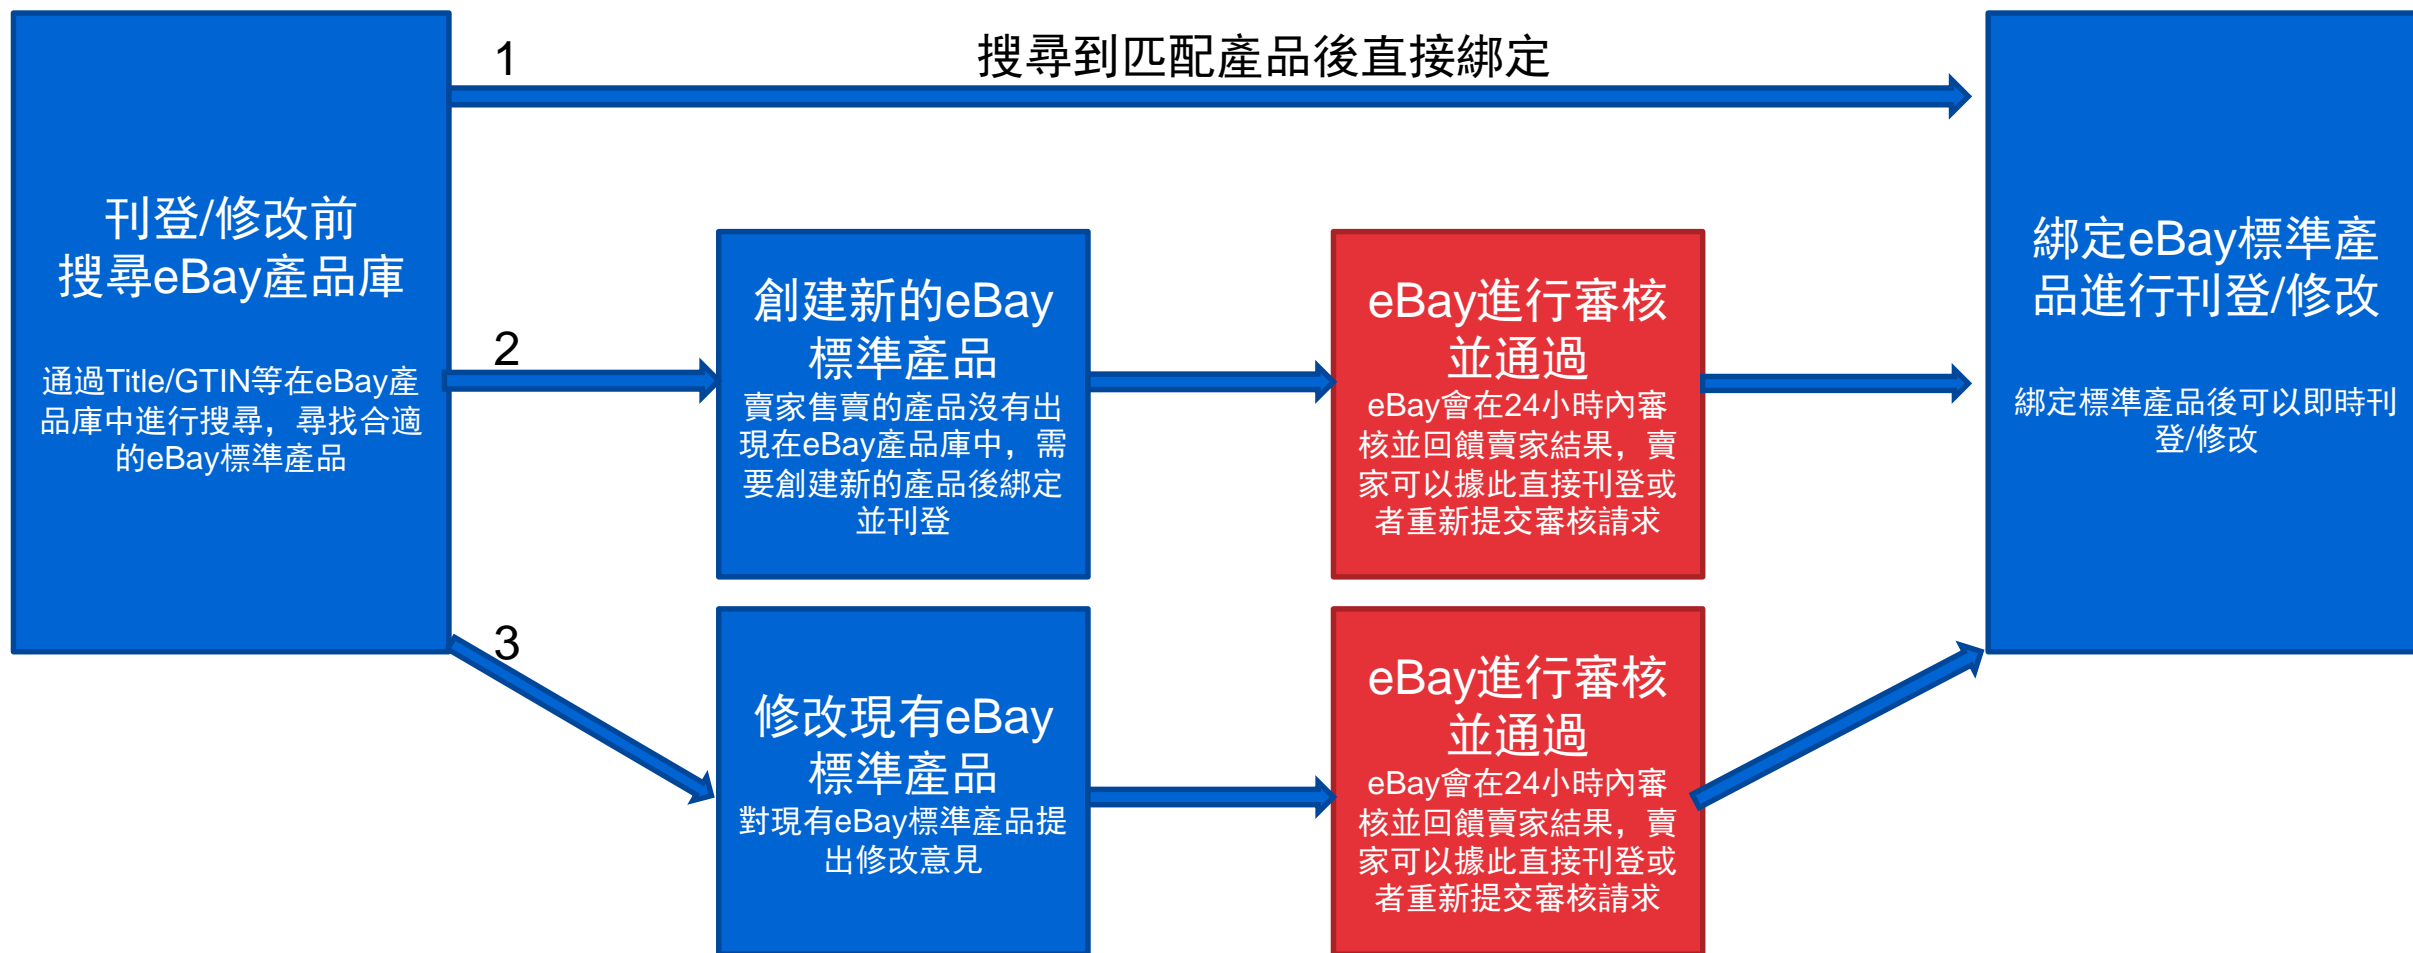 刊登/修改前
搜尋eBay產品庫
通過Title/GTIN等在eBay產
品庫中進行搜尋，尋找合適
的eBay標準產品
1
搜尋到匹配產品後直接綁定
2
創建新的eBay
標準產品
賣家售賣的產品沒有出
現在eBay產品庫中，需
要創建新的產品後綁定
並刊登
eBay進行審核
並通過
eBay會在24小時內審
核並回饋賣家結果，賣
家可以據此直接刊登或
者重新提交審核請求
3
修改現有eBay
標準產品
對現有eBay標準產品提
出修改意見
eBay進行審核
並通過
eBay會在24小時內審
核並回饋賣家結果，賣
家可以據此直接刊登或
者重新提交審核請求
綁定eBay標準產
品進行刊登/修改
綁定標準產品後可以即時刊
登/修改